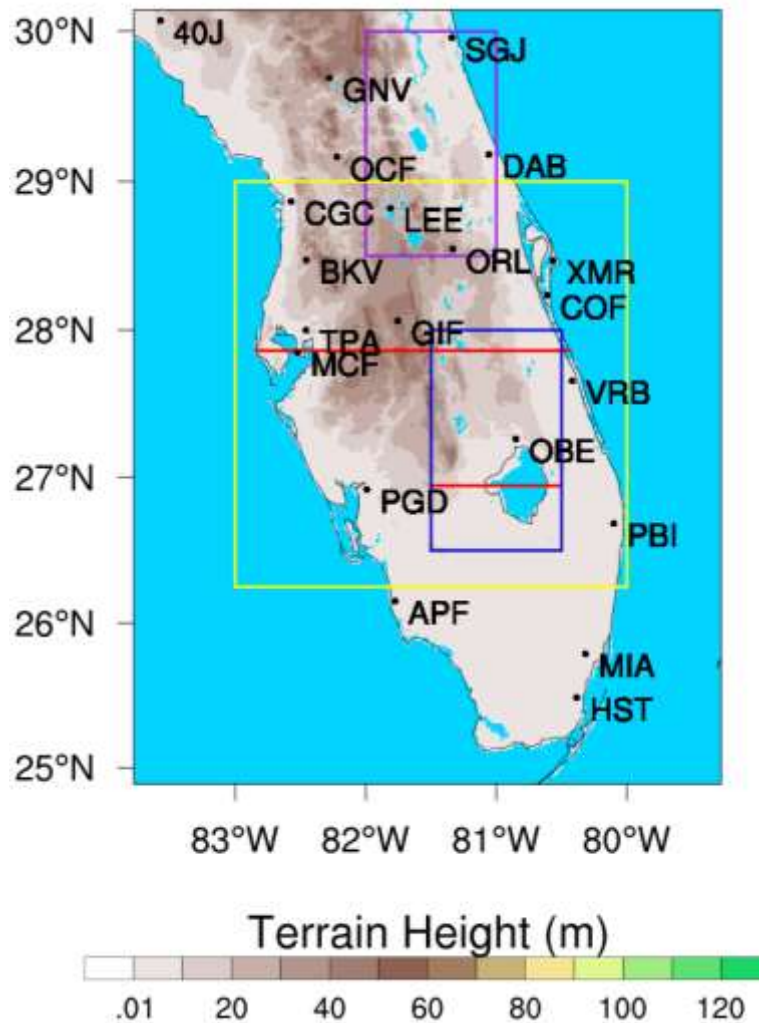 30°N
40J
SGJ
GNV
OCF
DAB
29°N
CGC
LEE
BKV
ORL
XMR
COF
28°N
TPA
GIF
MCF
VRB
OBE
27°N
PGD
PBI
26°N
APF
MIA
HST
25°N
83°W 82°W 81°W 80°W
Terrain Height (m)
.01 20 40 60 80 100 120